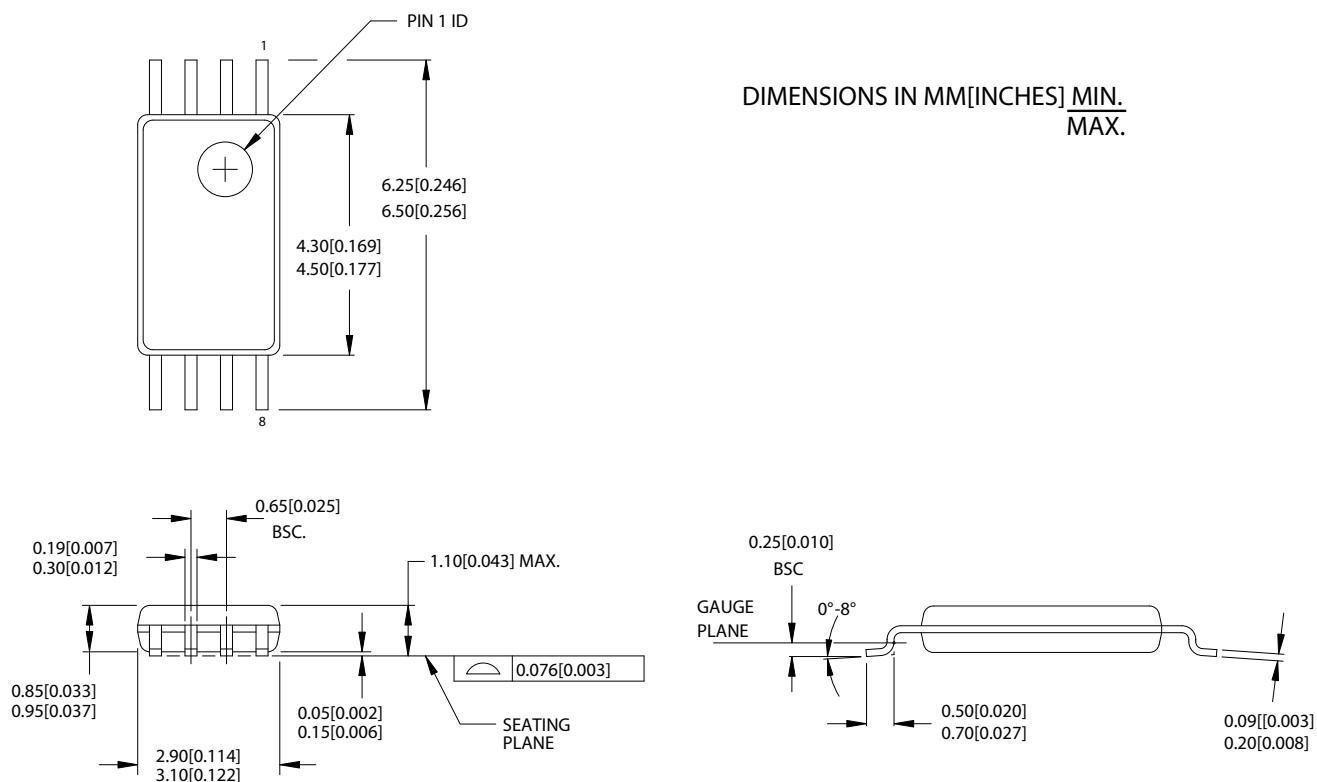 PIN 1 ID
1
DIMENSIONS IN MM[INCHES] MIN.
MAX.
6.25[0.246]
6.50[0.256]
4.30[0.169]
4.50[0.177]
8
0.65[0.025]
BSC.
0.19[0.007]
0.30[0.012]
1.10[0.043] MAX.
0.076[0.003]
0.85[0.033]
0.95[0.037]
0.05[0.002]
0.15[0.006]
SEATING
PLANE
2.90[0.114]
3.10[0.122]
0.25[0.010]
BSC
GAUGE
PLANE
0°-8°
0.50[0.020]
0.70[0.027]
0.09[[0.003]
0.20[0.008]